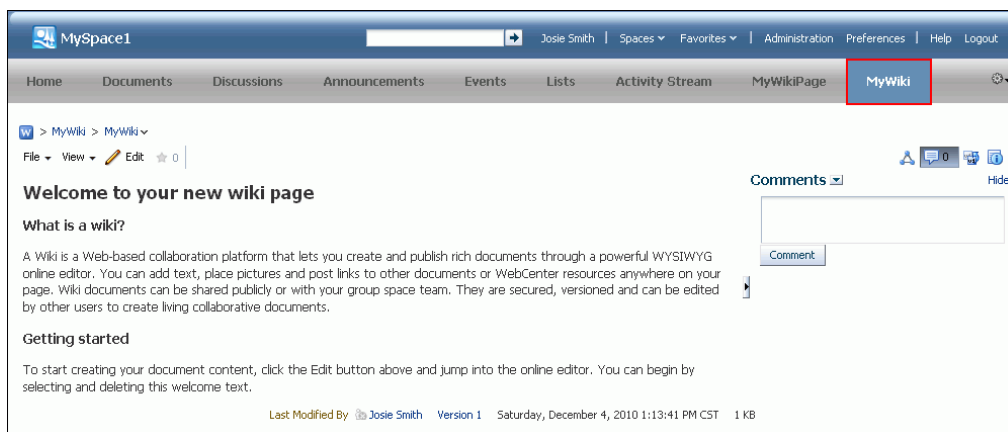 MySpace1
Josie Smith | Spaces Favorites | Administration Preferences | Help Logout
Home Documents Discussions Announcements Events Lists Activity Stream MyWikiPage MyWiki
W > MyWiki > MyWiki
File View Edit 0
0
Comments
Hide
Welcome to your new wiki page
What is a wiki?
Comment
A Wiki is a Web-based collaboration platform that lets you create and publish rich documents through a powerful WYSIWYG
online editor. You can add text, place pictures and post links to other documents or WebCenter resources anywhere on your
page. Wiki documents can be shared publicly or with your group space team. They are secured, versioned and can be edited
by other users to create living collaborative documents.
Getting started
To start creating your document content, click the Edit button above and jump into the online editor. You can begin by
selecting and deleting this welcome text.
Last Modified By Josie Smith Version 1 Saturday, December 4, 2010 1:13:41 PM CST 1 KB